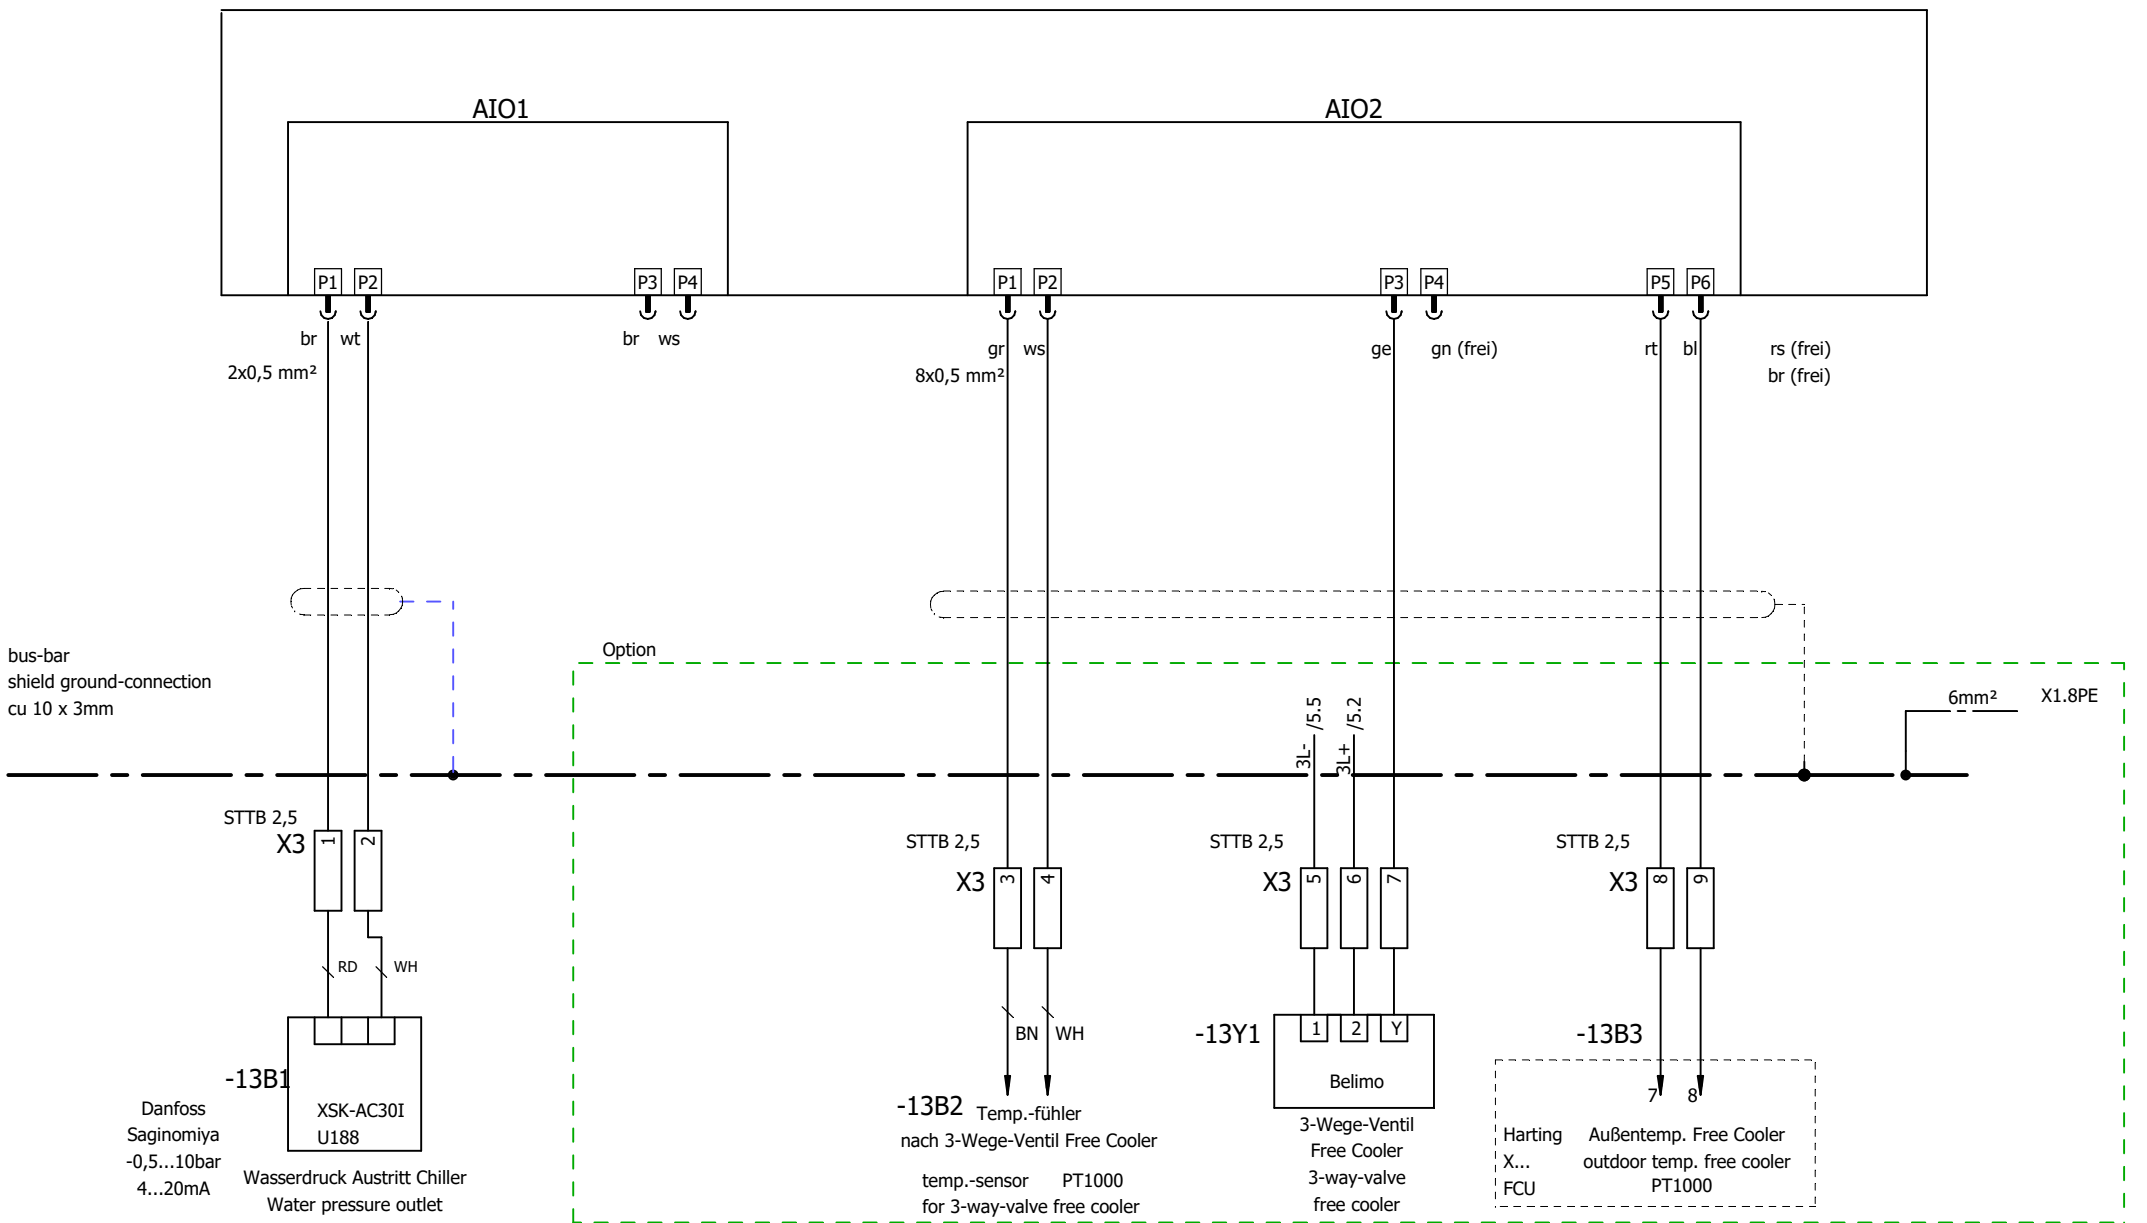 AIO1
AIO2
P1 P2 P3 P4 P1 P2 P3 P4 P5 P6
br wt br ws gr ws ge gn (frei) rt bl rs (frei)
2x0,5 mm² 8x0,5 mm² br (frei)
Option
bus-bar
shield ground-connection
cu 10 x 3mm
/5.5
/5.2
3L-
3L+
6mm² X1.8PE
STTB 2,5
X3 1 2
STTB 2,5
X3 3 4
STTB 2,5
X3 5 6 7
STTB 2,5
X3 8 9
RD WH
-13B1
XSK-AC30I
U188
Danfoss
Saginomiya
-0,5...10bar
4...20mA
Wasserdruck Austritt Chiller
Water pressure outlet
BN WH
-13B2 Temp.-fühler
nach 3-Wege-Ventil Free Cooler
temp.-sensor PT1000
for 3-way-valve free cooler
-13Y1
1 2 Y
Belimo
3-Wege-Ventil
Free Cooler
3-way-valve
free cooler
-13B3
7 8
Harting
X...
FCU
Außentemp. Free Cooler
outdoor temp. free cooler
PT1000